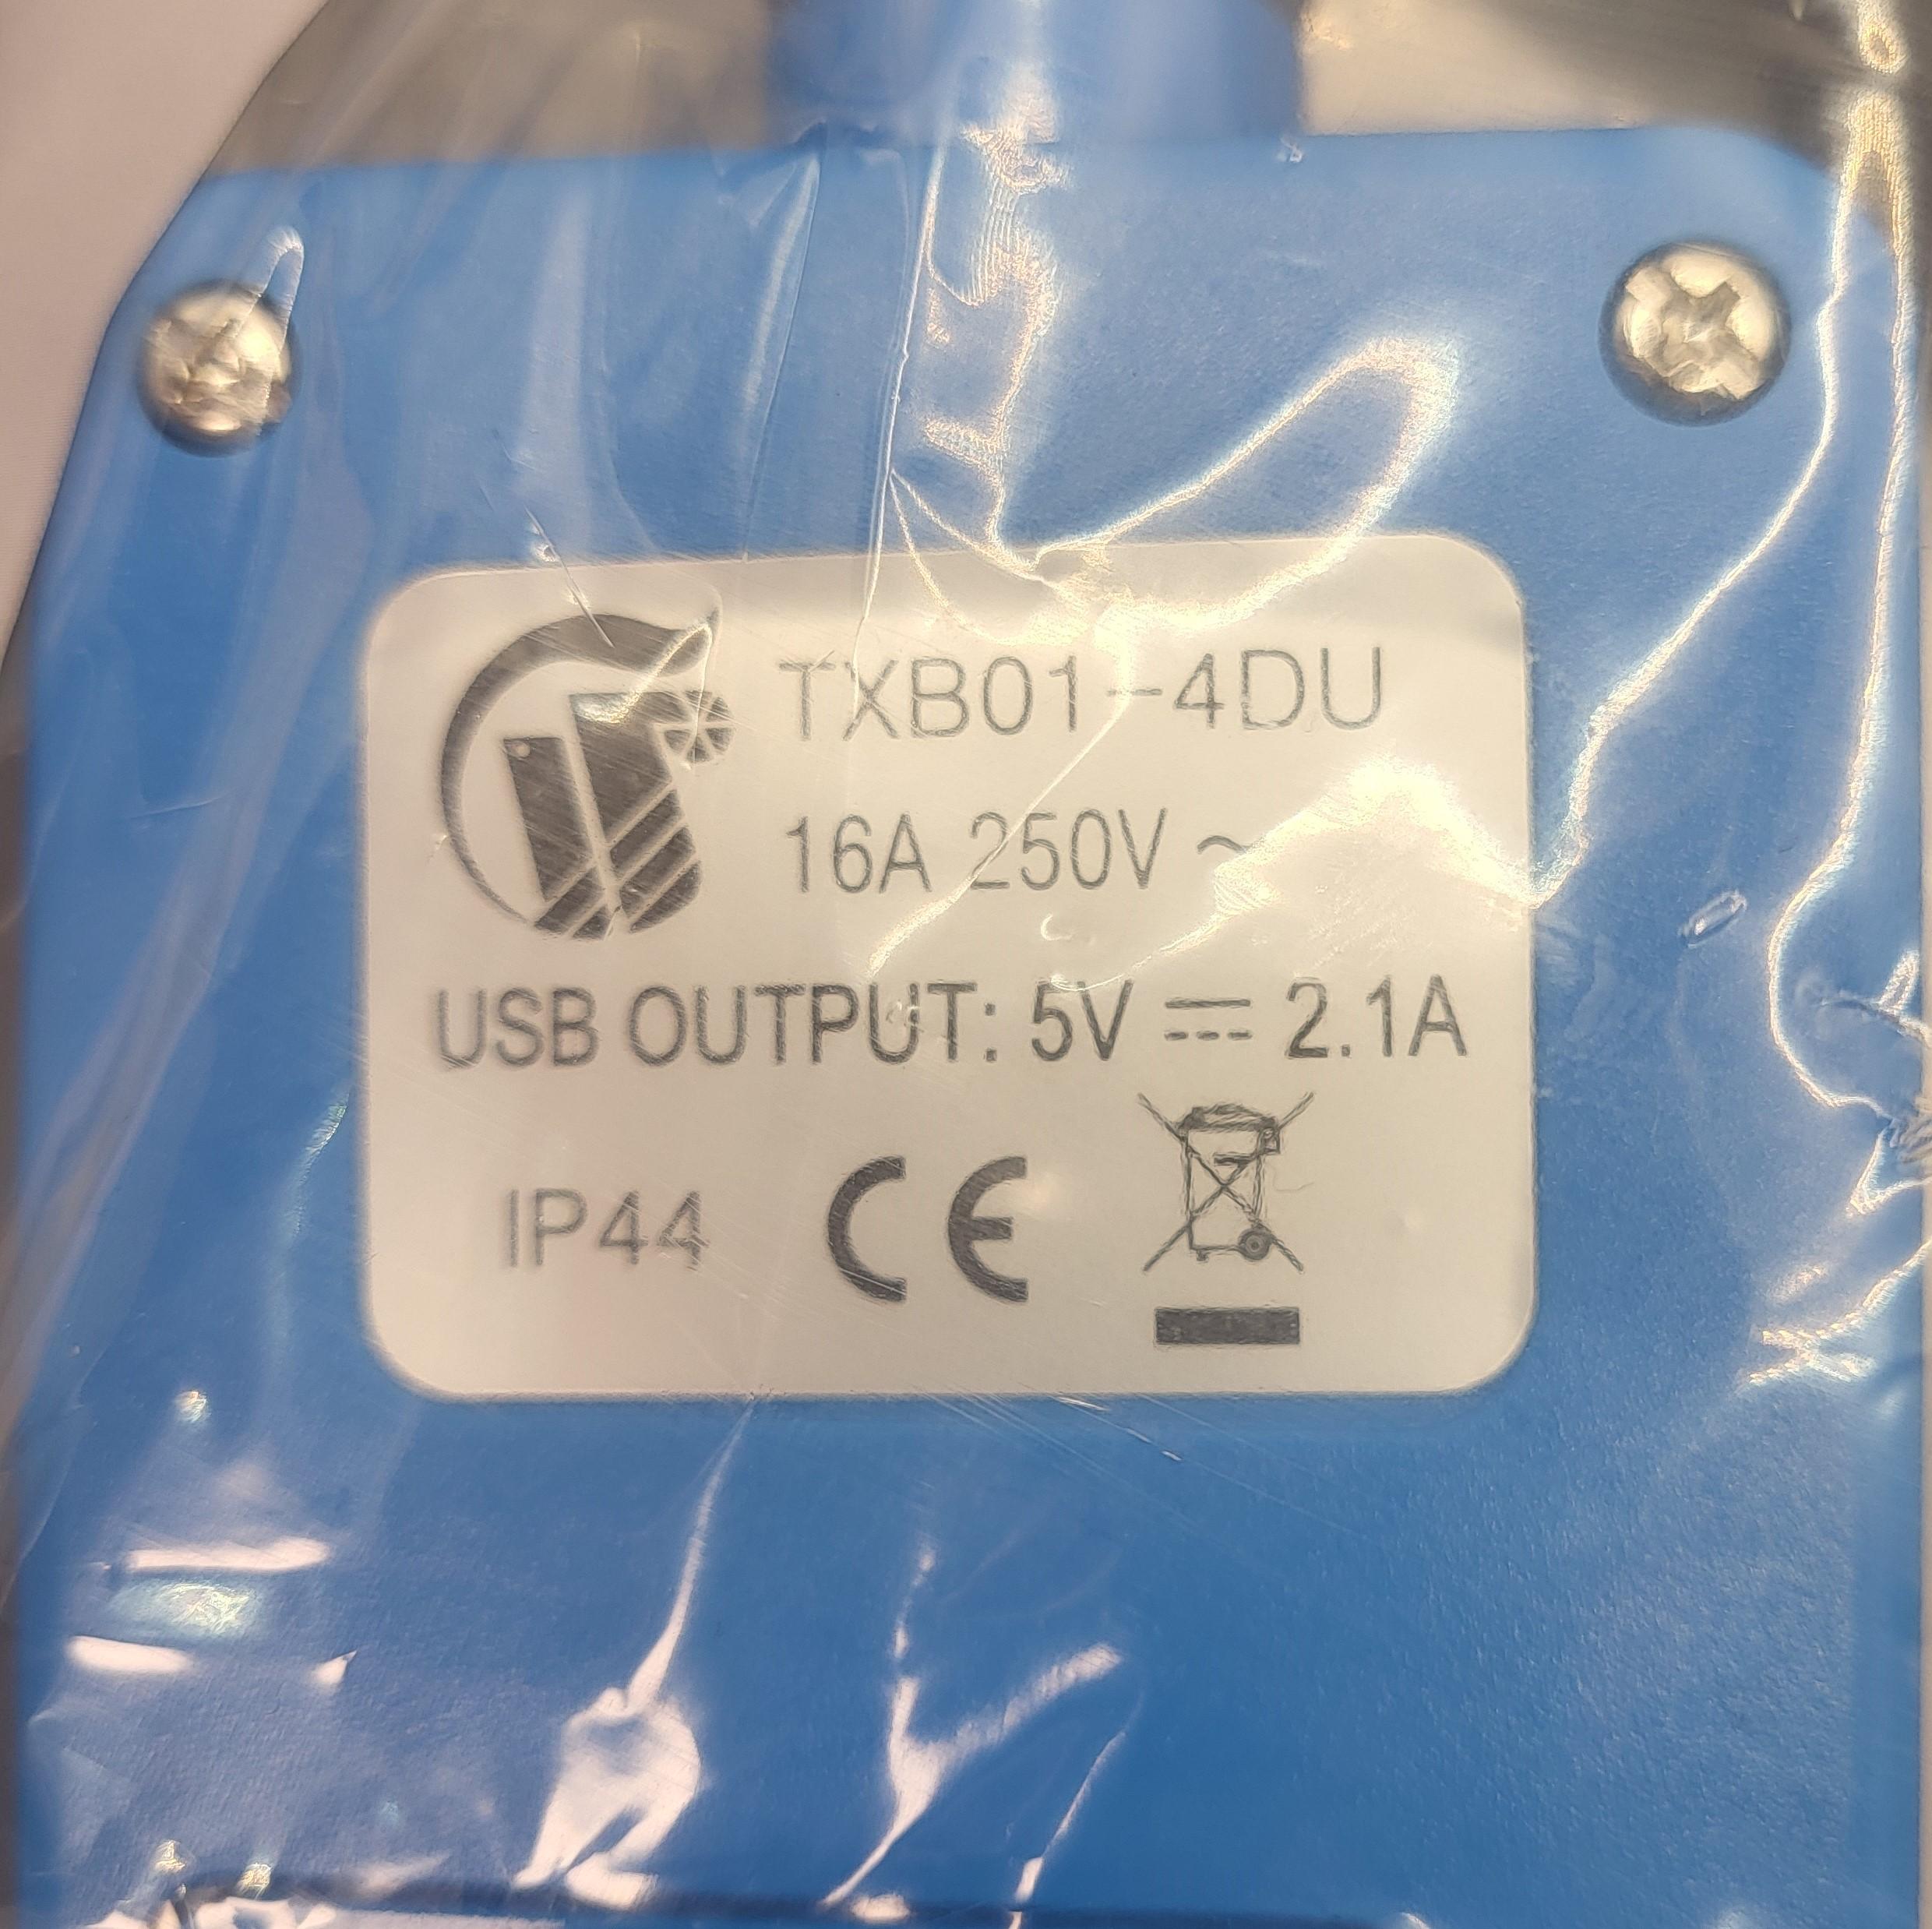 TXB01-4DU
16A 250V ~
USB OUTPUT: 5V ⎓ 2.1A
IP44 CE